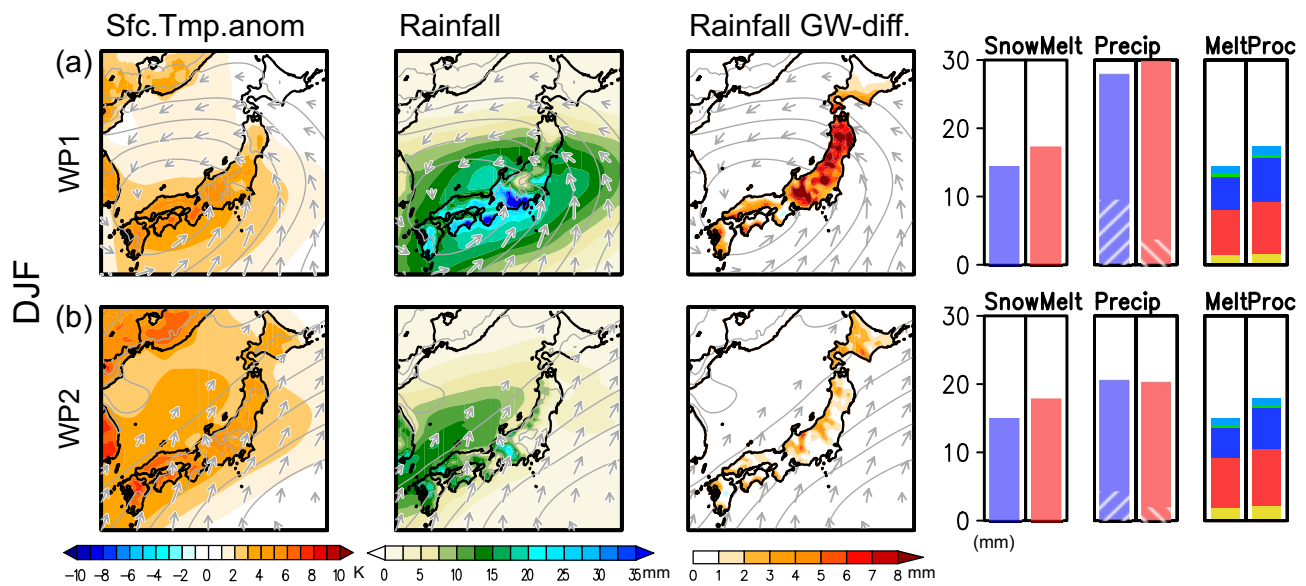 Sfc.Tmp.anom Rainfall Rainfall GW-diff.
(a)
SnowMelt Precip MeltProc
30
20
10
0
WP1
DJF
(b)
SnowMelt Precip MeltProc
30
20
10
0
WP2
(mm)
-10 -8 -6 -4 -2 0 2 4 6 8 10 K
0 5 10 15 20 25 30 35mm
0 1 2 3 4 5 6 7 8 mm